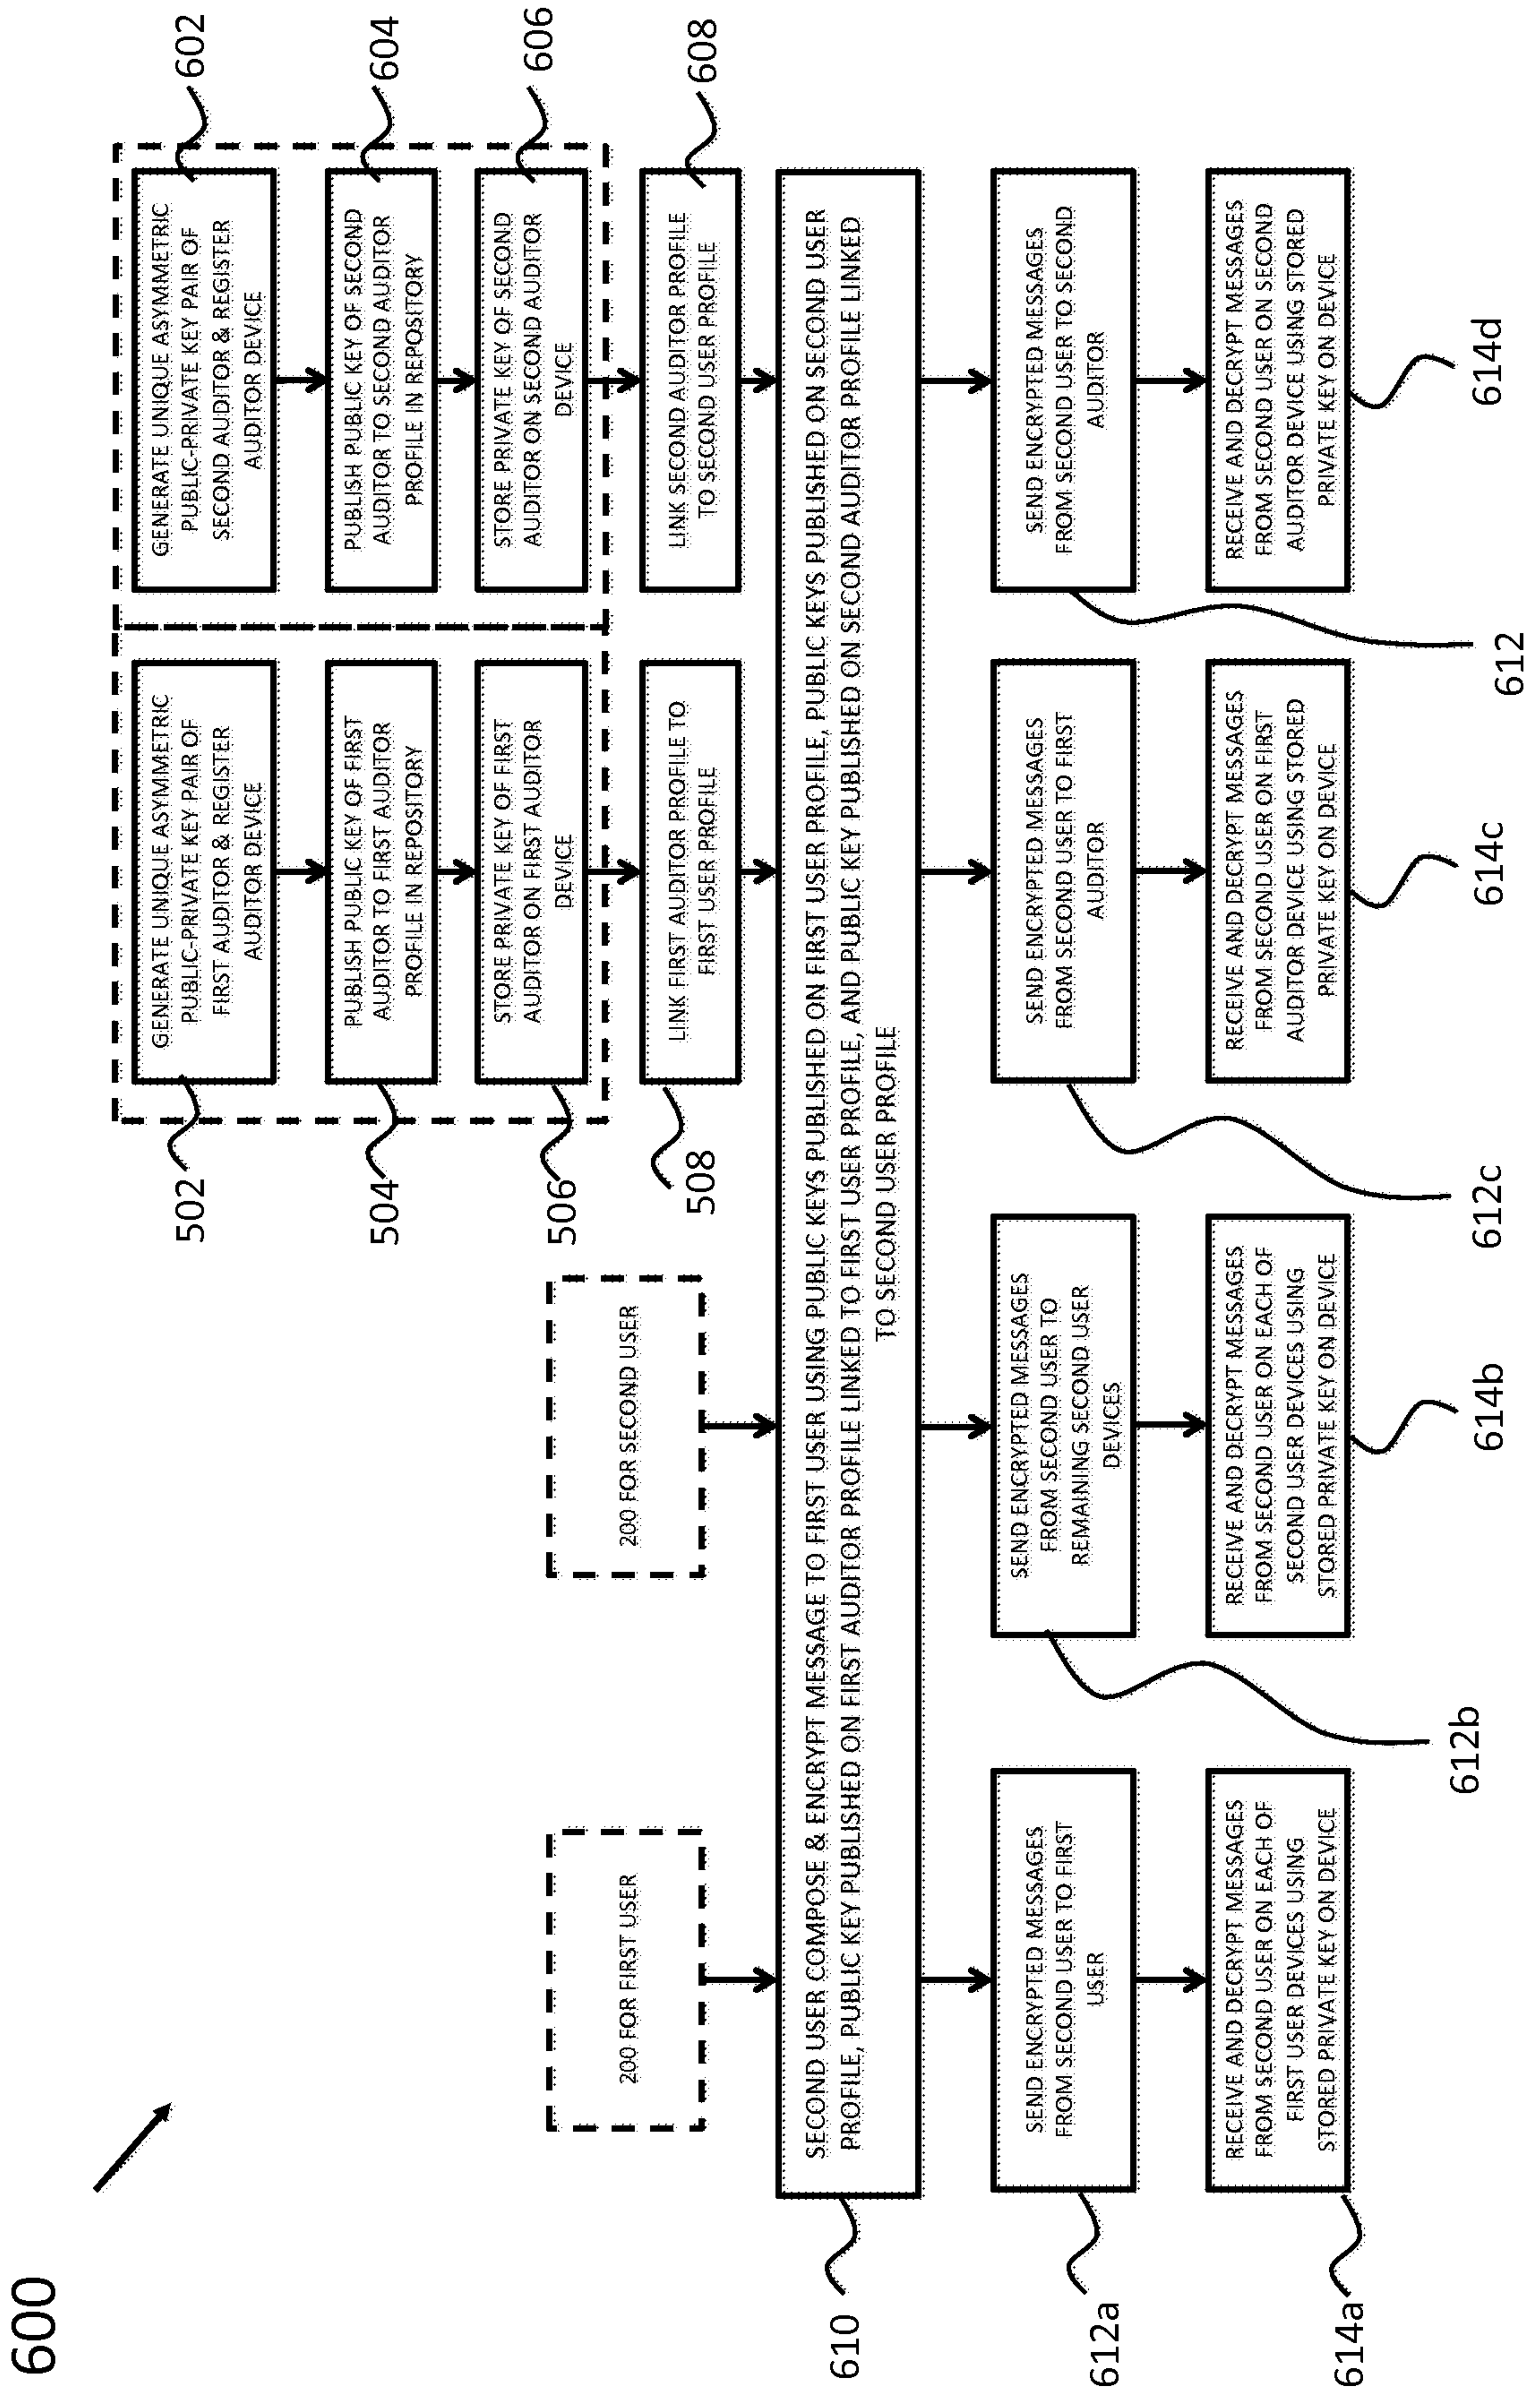 600
602
604
606
608
GENERATE UNIQUE ASYMMETRIC
PUBLIC-PRIVATE KEY PAIR OF
FIRST AUDITOR & REGISTER
AUDITOR DEVICE
GENERATE UNIQUE ASYMMETRIC
PUBLIC-PRIVATE KEY PAIR OF
SECOND AUDITOR & REGISTER
AUDITOR DEVICE
502
PUBLISH PUBLIC KEY OF FIRST
AUDITOR TO FIRST AUDITOR
PROFILE IN REPOSITORY
PUBLISH PUBLIC KEY OF SECOND
AUDITOR TO SECOND AUDITOR
PROFILE IN REPOSITORY
504
200 FOR FIRST USER
200 FOR SECOND USER
STORE PRIVATE KEY OF FIRST
AUDITOR ON FIRST AUDITOR
DEVICE
STORE PRIVATE KEY OF SECOND
AUDITOR ON SECOND AUDITOR
DEVICE
506
LINK FIRST AUDITOR PROFILE TO
FIRST USER PROFILE
LINK SECOND AUDITOR PROFILE
TO SECOND USER PROFILE
508
SECOND USER COMPOSE & ENCRYPT MESSAGE TO FIRST USER USING PUBLIC KEYS PUBLISHED ON FIRST USER PROFILE, PUBLIC KEYS PUBLISHED ON SECOND USER
PROFILE, PUBLIC KEY PUBLISHED ON FIRST AUDITOR PROFILE LINKED TO FIRST USER PROFILE, AND PUBLIC KEY PUBLISHED ON SECOND AUDITOR PROFILE LINKED
TO SECOND USER PROFILE
610
SEND ENCRYPTED MESSAGES
FROM SECOND USER TO FIRST
USER
SEND ENCRYPTED MESSAGES
FROM SECOND USER TO
REMAINING SECOND USER
DEVICES
SEND ENCRYPTED MESSAGES
FROM SECOND USER TO FIRST
AUDITOR
SEND ENCRYPTED MESSAGES
FROM SECOND USER TO SECOND
AUDITOR
612a
RECEIVE AND DECRYPT MESSAGES
FROM SECOND USER ON EACH OF
FIRST USER DEVICES USING
STORED PRIVATE KEY ON DEVICE
RECEIVE AND DECRYPT MESSAGES
FROM SECOND USER ON EACH OF
SECOND USER DEVICES USING
STORED PRIVATE KEY ON DEVICE
RECEIVE AND DECRYPT MESSAGES
FROM SECOND USER ON FIRST
AUDITOR DEVICE USING STORED
PRIVATE KEY ON DEVICE
RECEIVE AND DECRYPT MESSAGES
FROM SECOND USER ON SECOND
AUDITOR DEVICE USING STORED
PRIVATE KEY ON DEVICE
614a
612b
614b
612c
614c
612
614d